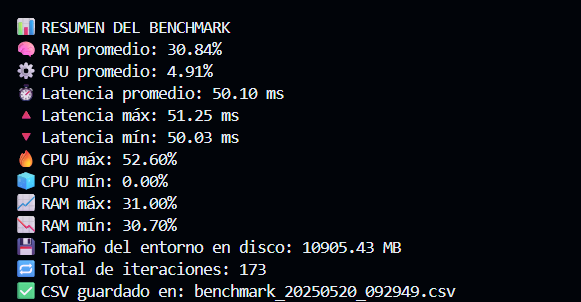 📊 RESUMEN DEL BENCHMARK
🧠 RAM promedio: 30.84%
⚙️ CPU promedio: 4.91%
⏱️ Latencia promedio: 50.10 ms
🔺 Latencia máx: 51.25 ms
🔻 Latencia mín: 50.03 ms
🔥 CPU máx: 52.60%
🧊 CPU mín: 0.00%
📈 RAM máx: 31.00%
📉 RAM mín: 30.70%
💾 Tamaño del entorno en disco: 10905.43 MB
🔁 Total de iteraciones: 173
✅ CSV guardado en: benchmark_20250520_092949.csv